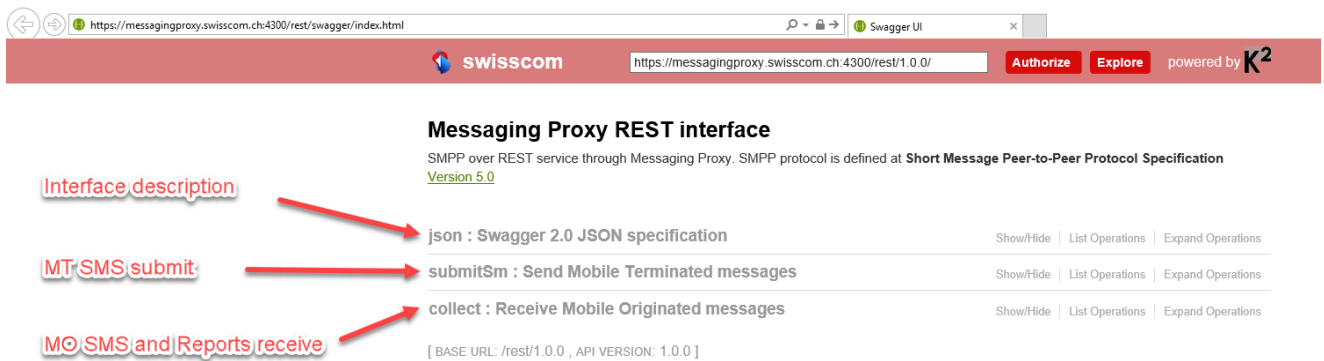 https://messagingproxy.swisscom.ch:4300/rest/swagger/index.html
Swagger UI
swisscom
https://messagingproxy.swisscom.ch:4300/rest/1.0.0/
Authorize
Explore
powered by K2
Messaging Proxy REST interface
SMPP over REST service through Messaging Proxy. SMPP protocol is defined at Short Message Peer-to-Peer Protocol Specification
Version 5.0
Interface description
json : Swagger 2.0 JSON specification
Show/Hide List Operations Expand Operations
MT SMS submit
submitSm : Send Mobile Terminated messages
Show/Hide List Operations Expand Operations
collect : Receive Mobile Originated messages
Show/Hide List Operations Expand Operations
MO SMS and Reports receive
[ BASE URL: /rest/1.0.0 , API VERSION: 1.0.0 ]